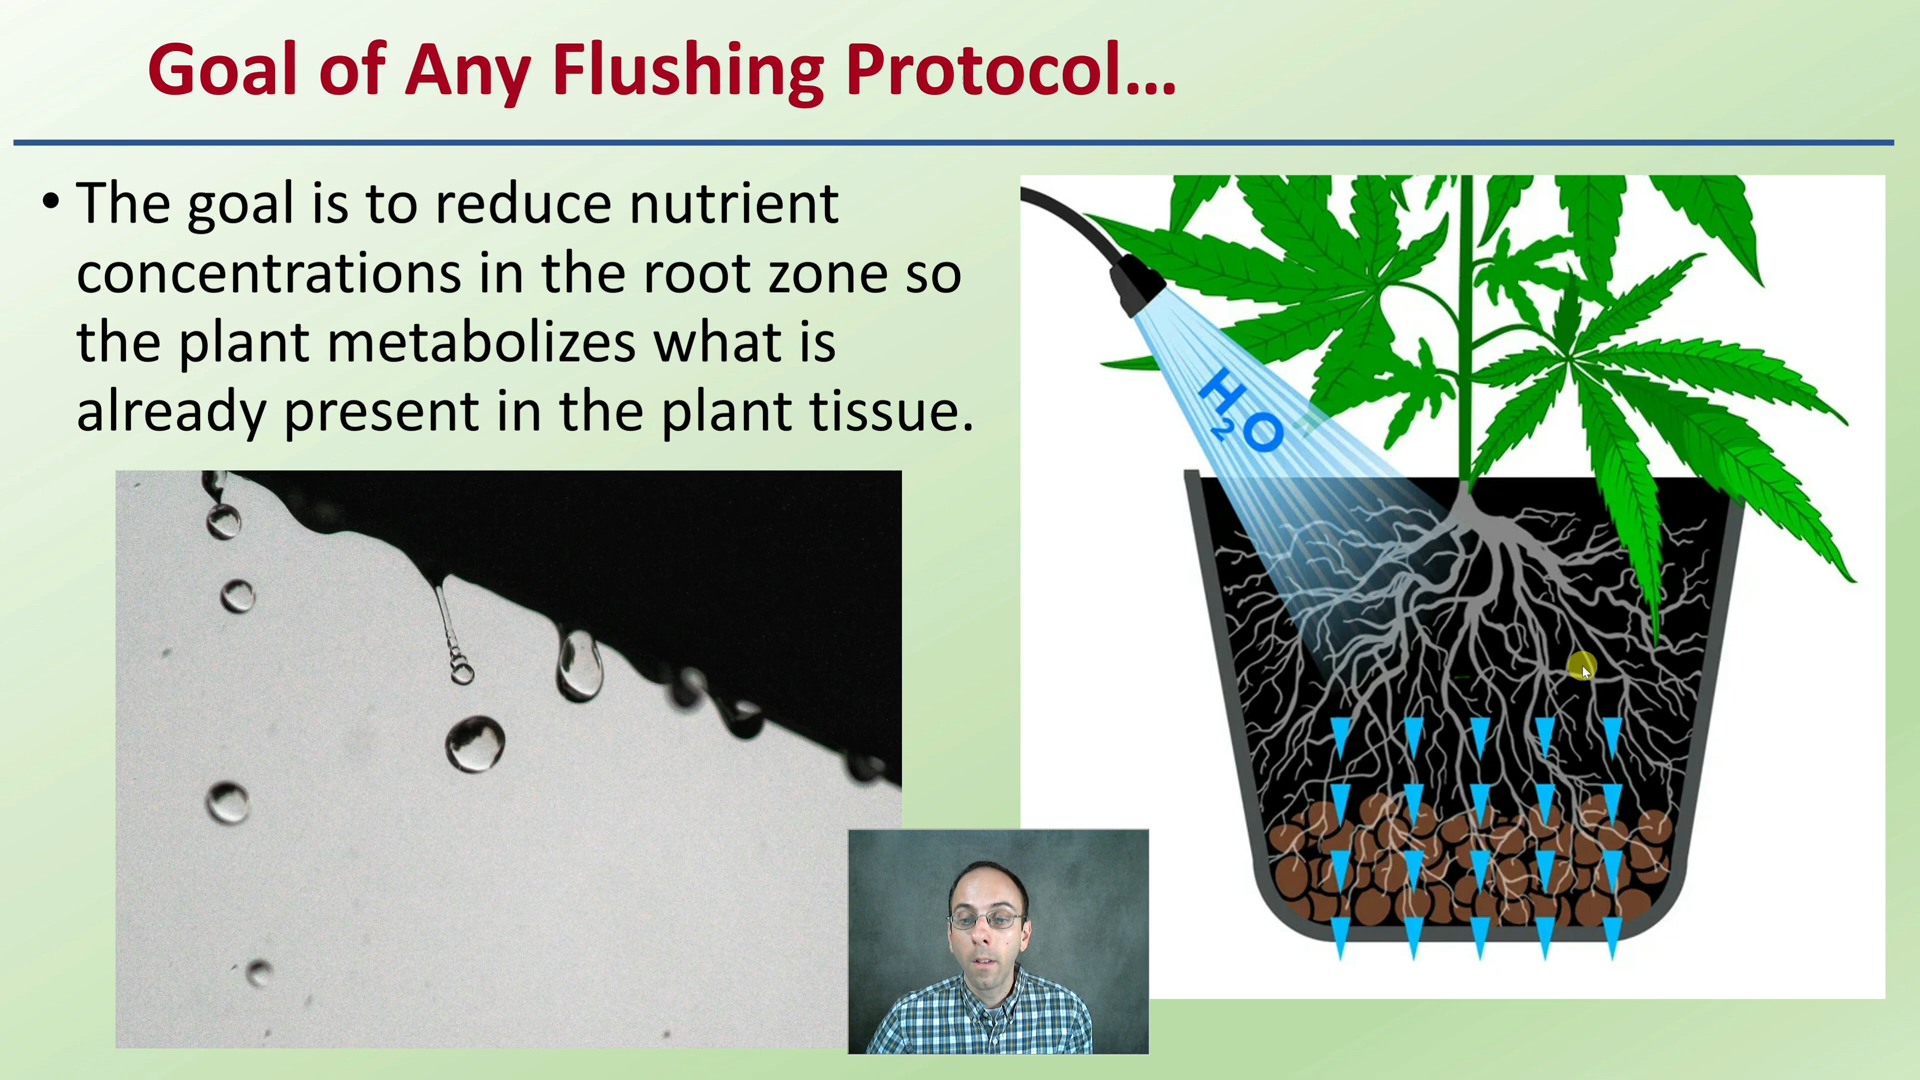 Goal of Any Flushing Protocol...
• The goal is to reduce nutrient
concentrations in the root zone so
the plant metabolizes what is
already present in the plant tissue.
H₂O